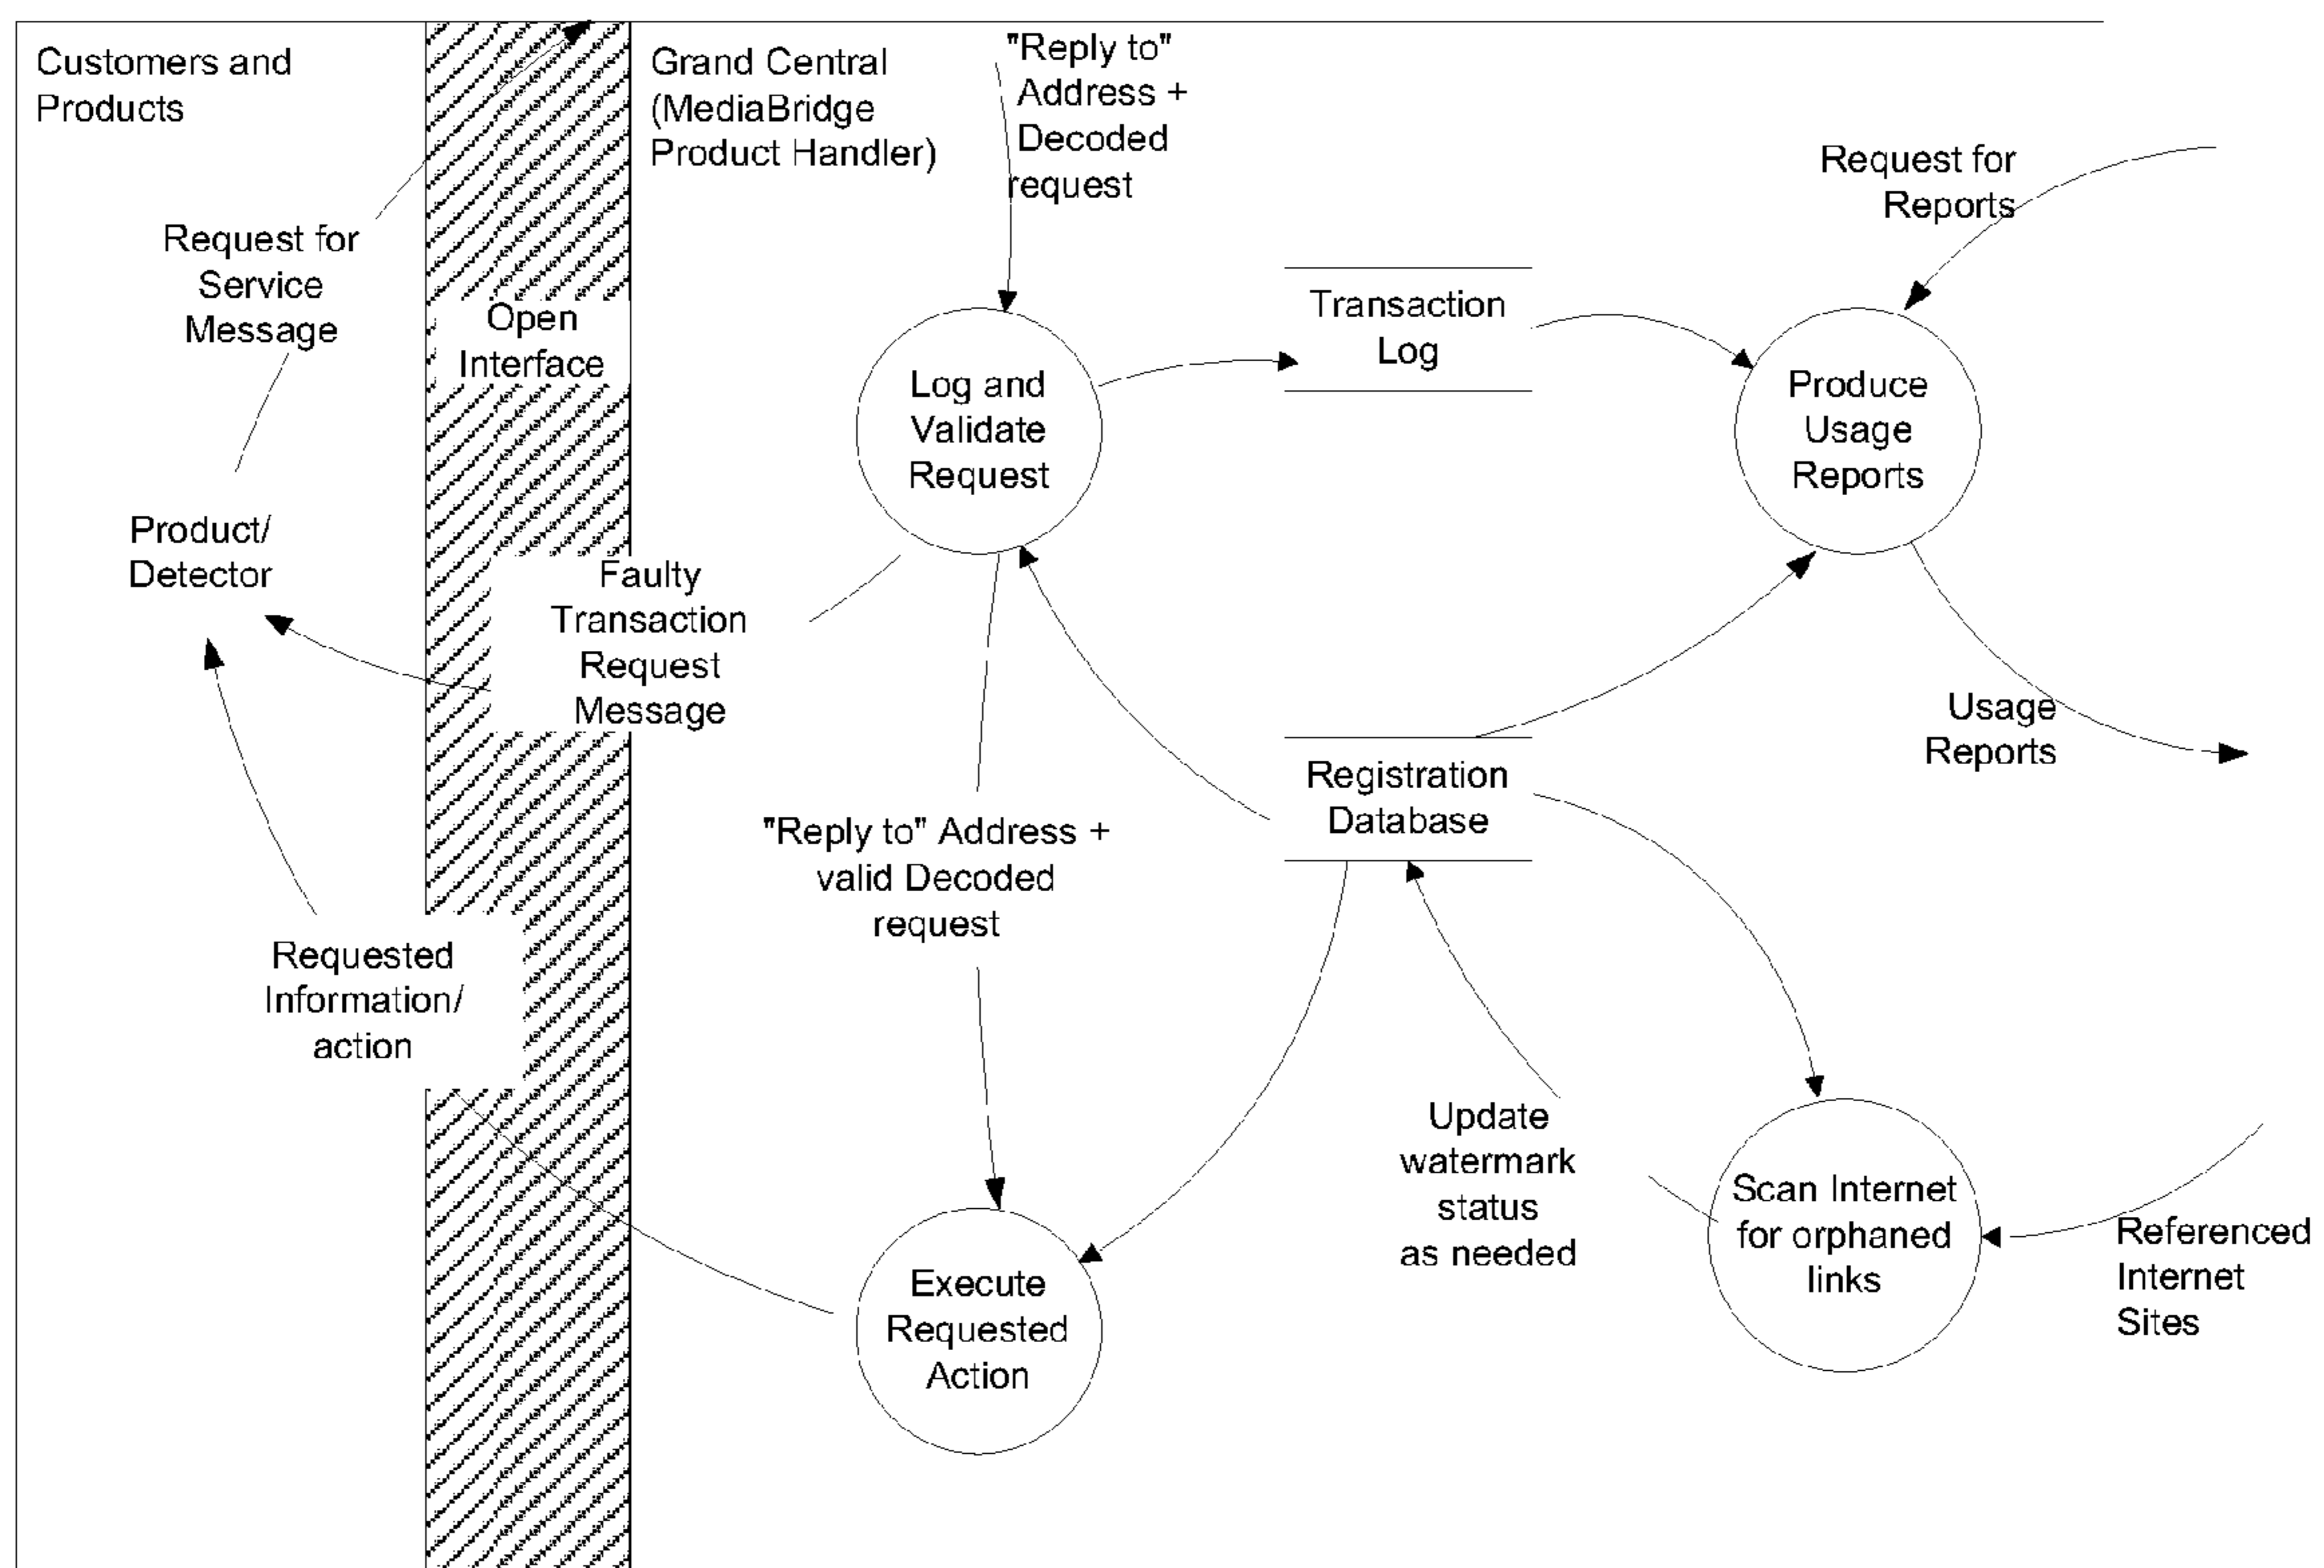 Customers and
Products
Grand Central
(MediaBridge
Product Handler)
"Reply to"
Address +
Decoded
request
Request for
Reports
Request for
Service
Message
Open
Interface
Transaction
Log
Log and
Validate
Request
Produce
Usage
Reports
Product/
Detector
Faulty
Transaction
Request
Message
Usage
Reports
Registration
Database
"Reply to" Address +
valid Decoded
request
Requested
Information/
action
Update
watermark
status
as needed
Scan Internet
for orphaned
links
Referenced
Internet
Sites
Execute
Requested
Action